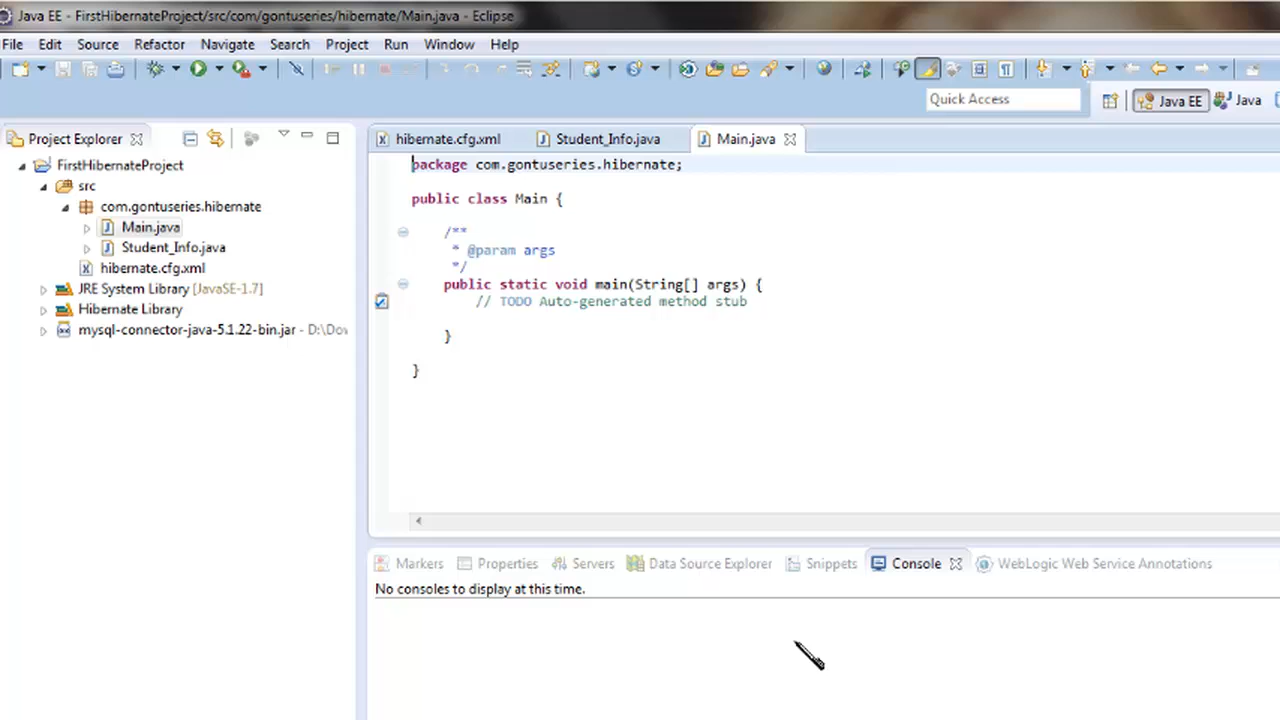 Java EE - FirstHibernateProject/src/com/gontuseries/hibernate/Main.java - Eclipse
File Edit Source Refactor Navigate Search Project Run Window Help
Quick Access
Java EE
Java
Project Explorer
hibernate.cfg.xml
Student_Info.java
Main.java
FirstHibernateProject
src
com.gontuseries.hibernate
Main.java
Student_Info.java
hibernate.cfg.xml
JRE System Library [JavaSE-1.7]
Hibernate Library
mysql-connector-java-5.1.22-bin.jar - D:\Dov
package com.gontuseries.hibernate;
public class Main {
/**
* @param args
*/
public static void main(String[] args) {
// TODO Auto-generated method stub
}
}
Markers Properties Servers Data Source Explorer Snippets Console WebLogic Web Service Annotations
No consoles to display at this time.